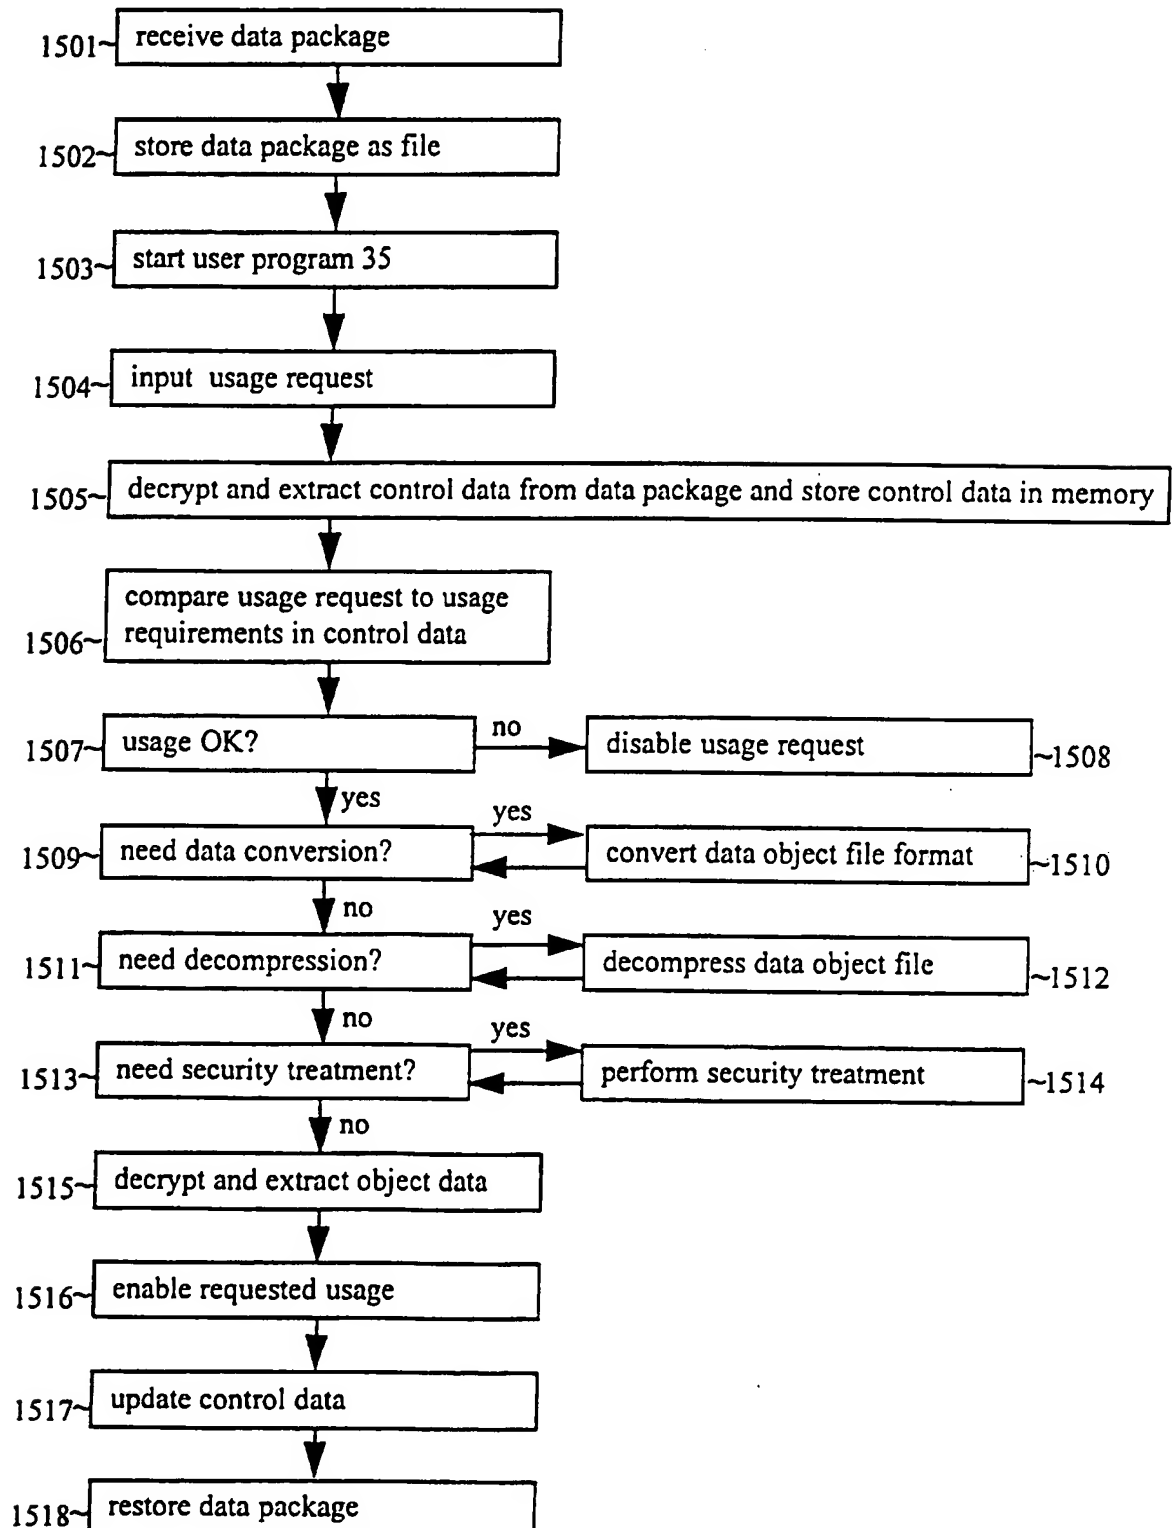 1501~ receive data package
1502~ store data package as file
1503~ start user program 35
1504~ input usage request
1505~ decrypt and extract control data from data package and store control data in memory
compare usage request to usage
1506~ requirements in control data
1507~ usage OK? no disable usage request ~1508
yes
yes
1509~ need data conversion? convert data object file format ~1510
no
yes
1511~ need decompression? decompress data object file ~1512
no
yes
1513~ need security treatment? perform security treatment ~1514
no
1515~ decrypt and extract object data
1516~ enable requested usage
1517~ update control data
1518~ restore data package